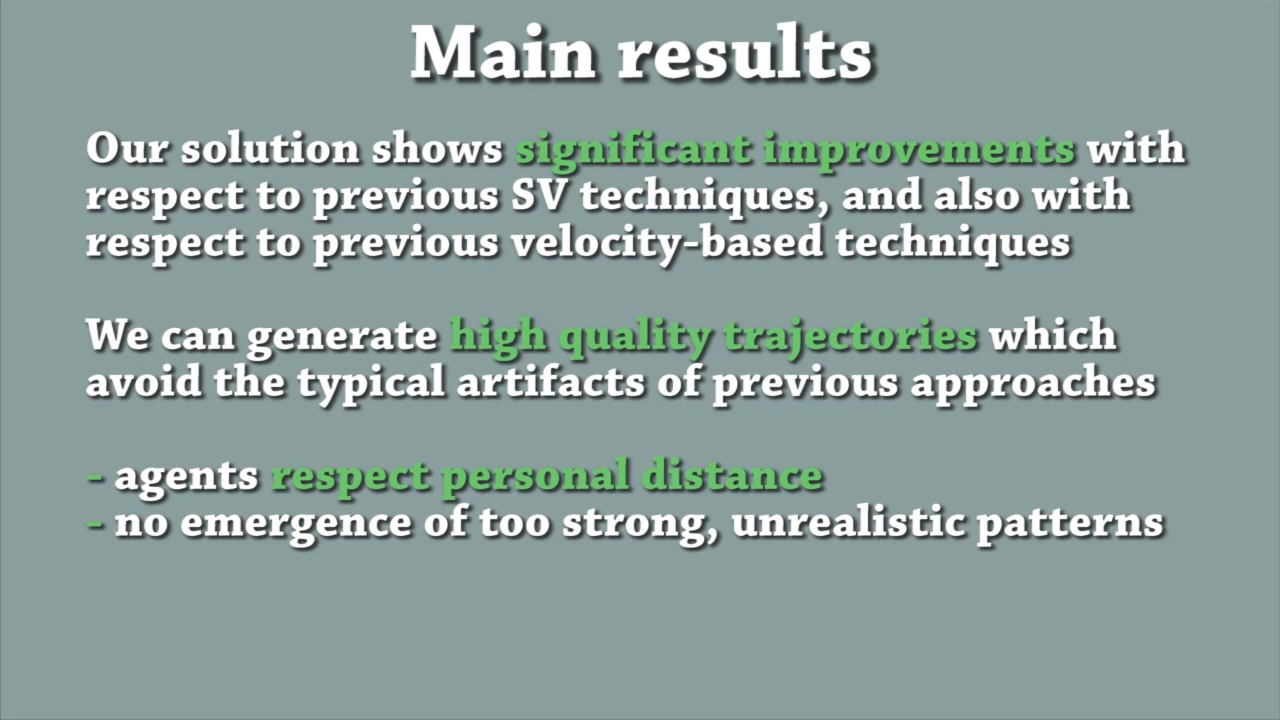 Main results
Our solution shows significant improvements with
respect to previous SV techniques, and also with
respect to previous velocity-based techniques
We can generate high quality trajectories which
avoid the typical artifacts of previous approaches
- agents respect personal distance
- no emergence of too strong, unrealistic patterns